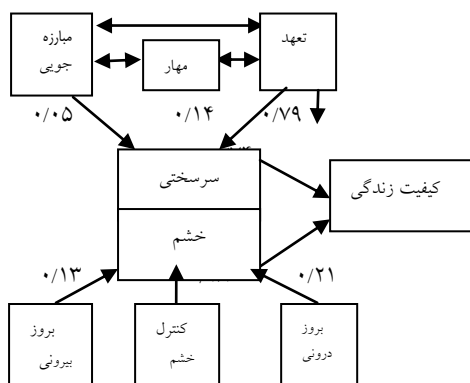 مبارزه جویی
مهار
تعهد
۰/۰۵
۰/۱۴
۰/۷۹
سرسختی
کیفیت زندگی
خشم
۰/۱۳
۰/۲۱
بروز بیرونی
کنترل خشم
بروز درونی